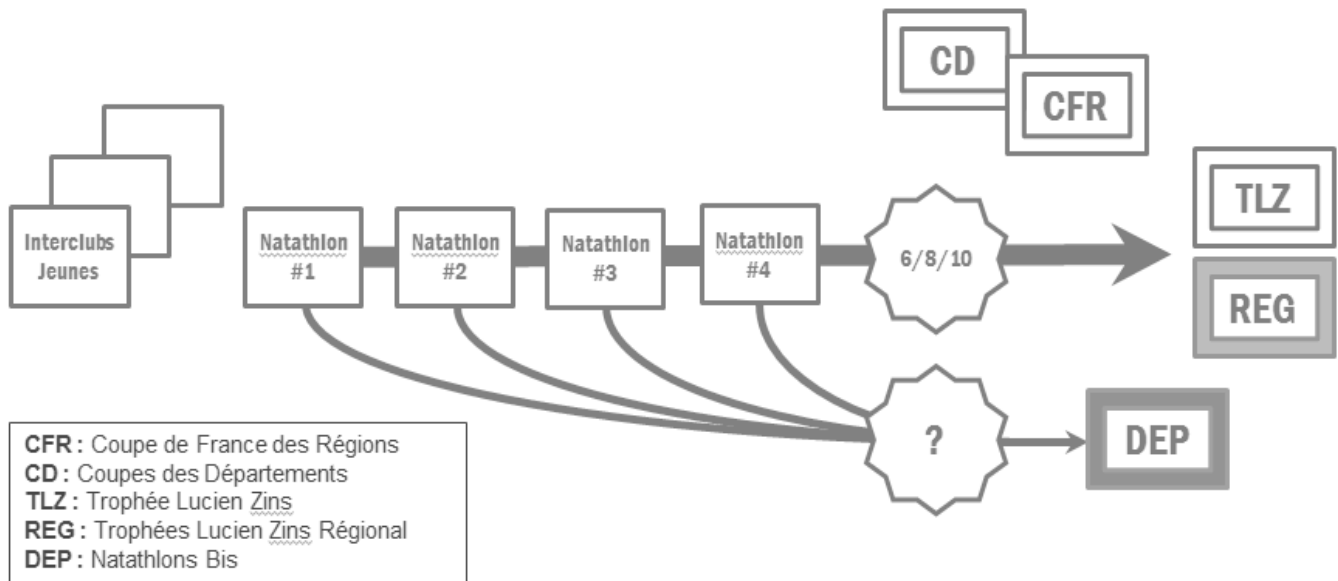 CD
CFR
Interclubs
Jeunes
Natathlon
#1
Natathlon
#2
Natathlon
#3
Natathlon
#4
6/8/10
TLZ
REG
?
DEP
CFR : Coupe de France des Régions
CD : Coupes des Départements
TLZ : Trophée Lucien Zins
REG : Trophées Lucien Zins Régional
DEP : Natathlons Bis